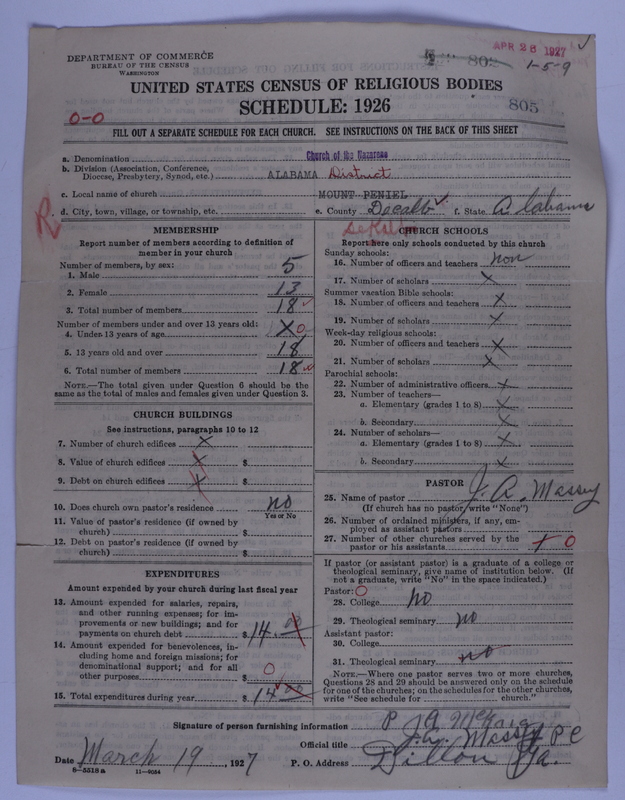 DEPARTMENT OF COMMERCE
BUREAU OF THE CENSUS
WASHINGTON
802
APR 28 1927
1-5-9
UNITED STATES CENSUS OF RELIGIOUS BODIES
SCHEDULE: 1926
805
0-0
FILL OUT A SEPARATE SCHEDULE FOR EACH CHURCH. SEE INSTRUCTIONS ON THE BACK OF THIS SHEET
a. Denomination Church of the Nazarene
b. Division (Association, Conference, Diocese, Presbytery, Synod, etc.) ALABAMA District
c. Local name of church MOUNT PENIEL
R
d. City, town, village, or township, etc. e. County Decalb f. State Alabama
DeKalb
MEMBERSHIP
Report number of members according to definition of
member in your church
Number of members, by sex:
1. Male 5
2. Female 13
3. Total number of members 18
Number of members under and over 13 years old:
4. Under 13 years of age X 0
5. 13 years old and over 18
6. Total number of members 18
NOTE.—The total given under Question 6 should be the
same as the total of males and females given under Question 3.
CHURCH BUILDINGS
See instructions, paragraphs 10 to 12
7. Number of church edifices X
8. Value of church edifices $ X
9. Debt on church edifices $ X
10. Does church own pastor's residence no
Yes or No
11. Value of pastor's residence (if owned by
church) $
12. Debt on pastor's residence (if owned by
church) $
EXPENDITURES
Amount expended by your church during last fiscal year
13. Amount expended for salaries, repairs,
and other running expenses; for im-
provements or new buildings; and for
payments on church debt $ 14.00
14. Amount expended for benevolences, in-
cluding home and foreign missions; for
denominational support; and for all
other purposes $ 0
15. Total expenditures during year $ 14.00
CHURCH SCHOOLS
Report here only schools conducted by this church
Sunday schools:
16. Number of officers and teachers non
17. Number of scholars X
Summer vacation Bible schools:
18. Number of officers and teachers X
19. Number of scholars X
Week-day religious schools:
20. Number of officers and teachers X
21. Number of scholars X
Parochial schools:
22. Number of administrative officers X
23. Number of teachers—
a. Elementary (grades 1 to 8) X
b. Secondary X
24. Number of scholars—
a. Elementary (grades 1 to 8) X
b. Secondary X
PASTOR
25. Name of pastor J. A. Massey
(If church has no pastor, write "None")
26. Number of ordained ministers, if any, em-
ployed as assistant pastors
27. Number of other churches served by the
pastor or his assistants X 0
If pastor (or assistant pastor) is a graduate of a college or
theological seminary, give name of institution below. (If
not a graduate, write "No" in the space indicated.)
Pastor: 0
28. College no
29. Theological seminary no
Assistant pastor:
30. College
31. Theological seminary no
NOTE.—Where one pastor serves two or more churches,
Questions 28 and 29 should be answered only on the schedule
for one of the churches; on the schedules for the other churches,
write "See schedule for church."
Signature of person furnishing information
Official title J. A. Massey P C
Date March 19, 1927 P. O. Address Dillon Ga.
8-5518a 11-9034